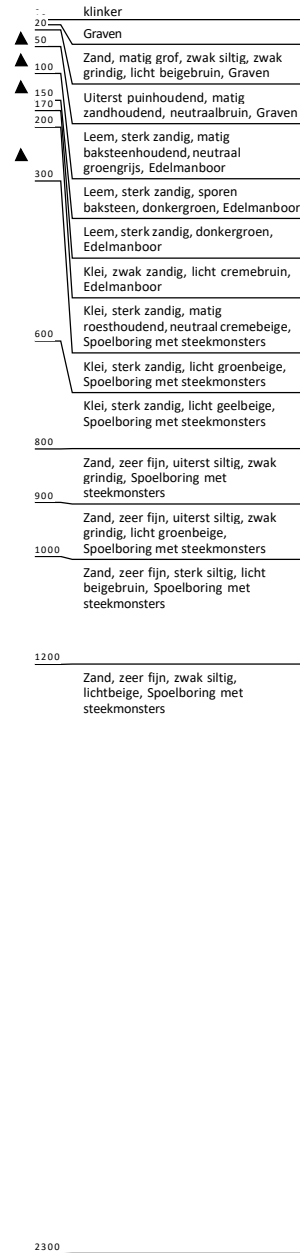 klinker
20
Graven
50
Zand, matig grof, zwak siltig, zwak
grindig, licht beigebruin, Graven
100
Uiterst puinhoudend, matig
zandhoudend, neutraalbruin, Graven
150
170
200
Leem, sterk zandig, matig
baksteenhoudend, neutraal
groengrijs, Edelmanboor
300
Leem, sterk zandig, sporen
baksteen, donkergroen, Edelmanboor
Leem, sterk zandig, donkergroen,
Edelmanboor
Klei, zwak zandig, licht cremebruin,
Edelmanboor
Klei, sterk zandig, matig
roesthoudend, neutraal cremebeige,
Spoelboring met steekmonsters
600
Klei, sterk zandig, licht groenbeige,
Spoelboring met steekmonsters
Klei, sterk zandig, licht geelbeige,
Spoelboring met steekmonsters
800
Zand, zeer fijn, uiterst siltig, zwak
grindig, Spoelboring met
steekmonsters
900
Zand, zeer fijn, uiterst siltig, zwak
grindig, licht groenbeige,
Spoelboring met steekmonsters
1000
Zand, zeer fijn, sterk siltig, licht
beigebruin, Spoelboring met
steekmonsters
1200
Zand, zeer fijn, zwak siltig,
lichtbeige, Spoelboring met
steekmonsters
2300